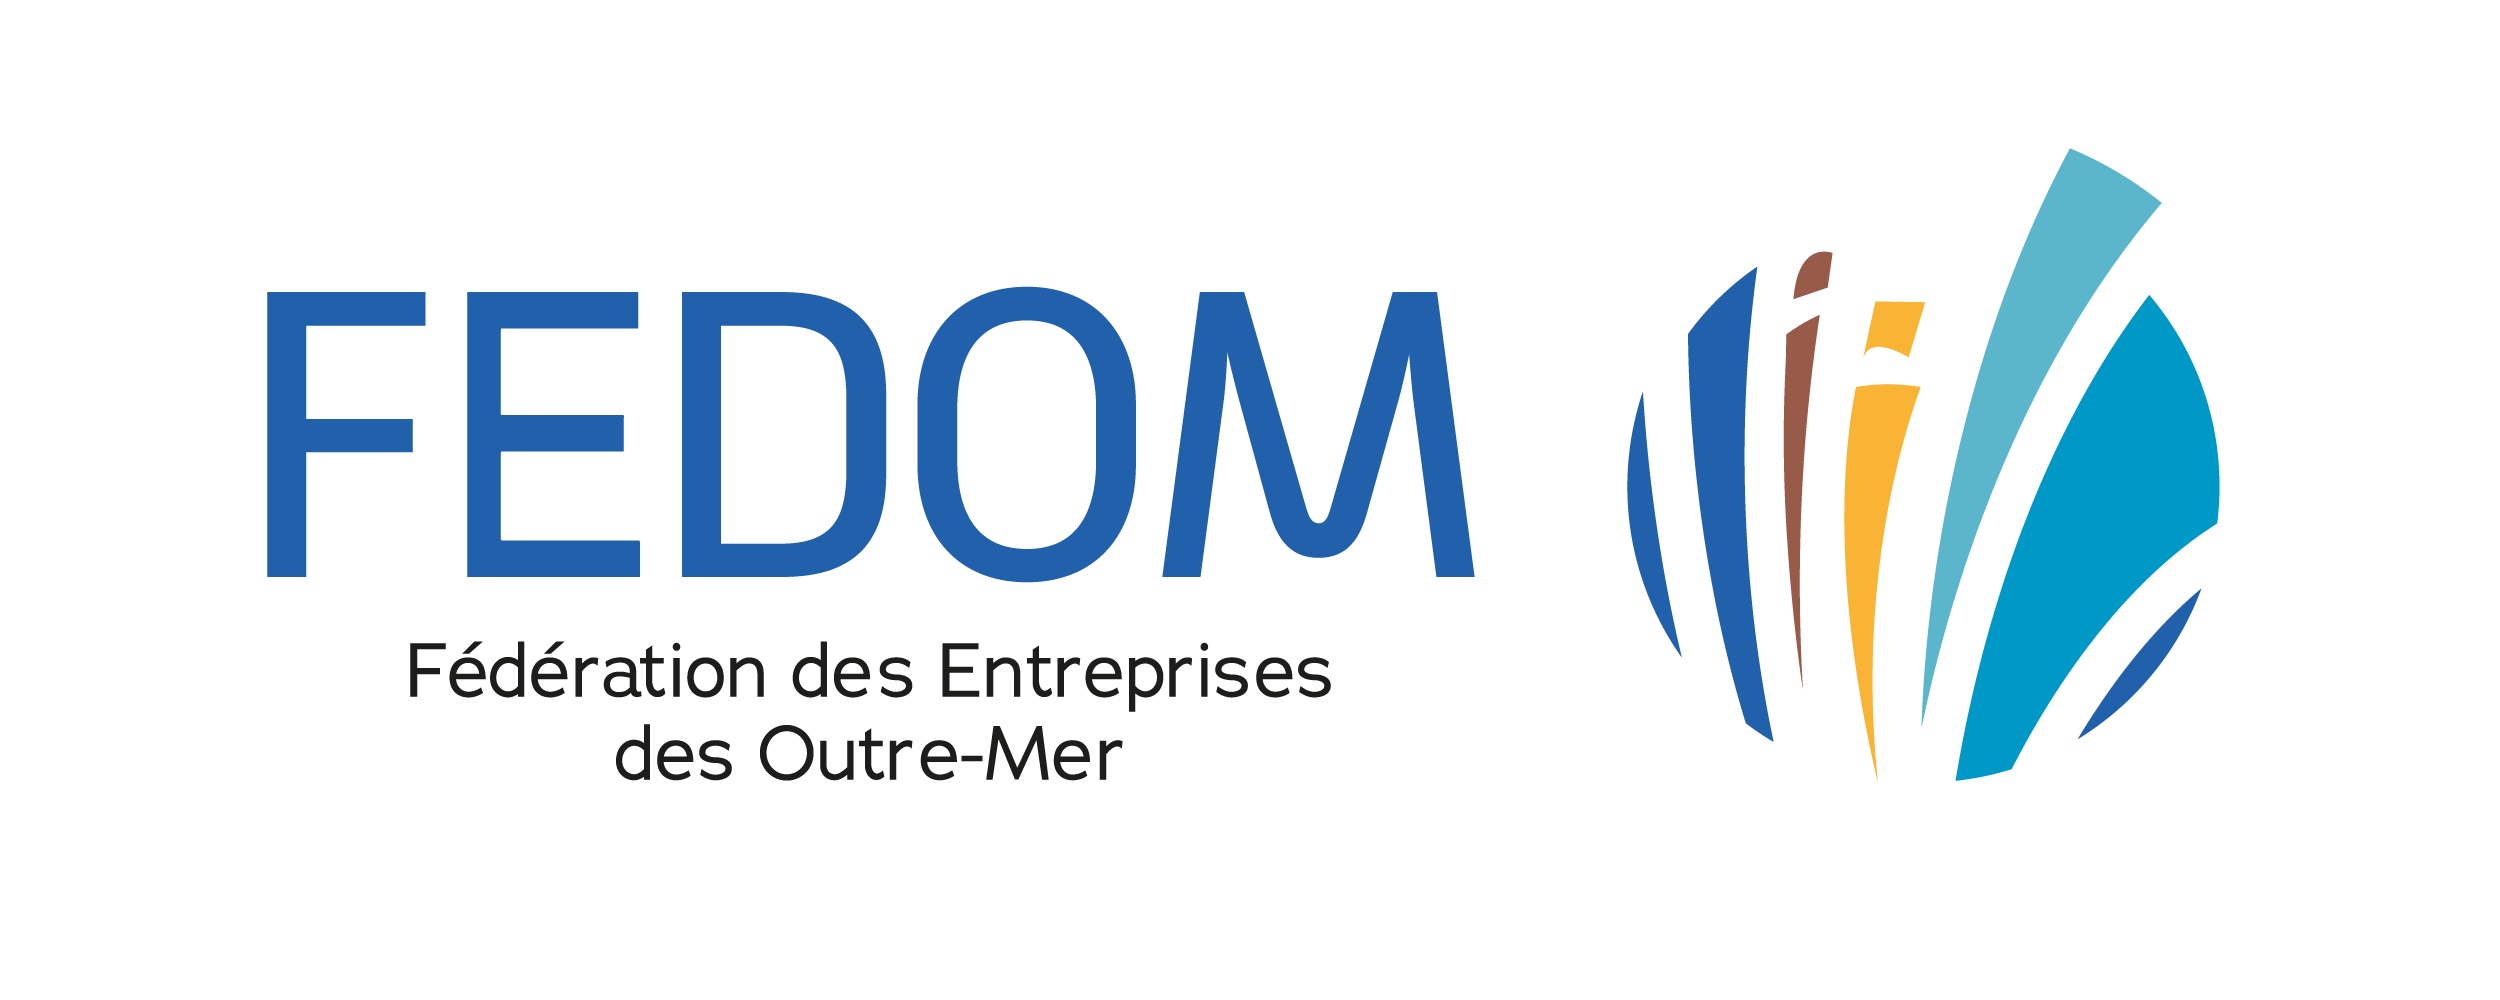 FEDOM
Fédération des Entreprises
des Outre-Mer